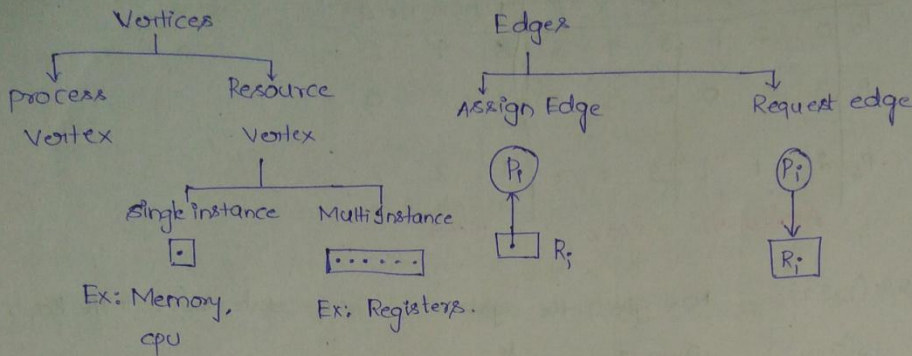 Vertices
process
Vertex
Resource
Vertex
Single instance
Ex: Memory,
CPU
Multi Instance
Ex: Registers.
Edges
Assign Edge
Pi
Rj
Request edge
Pi
Rj